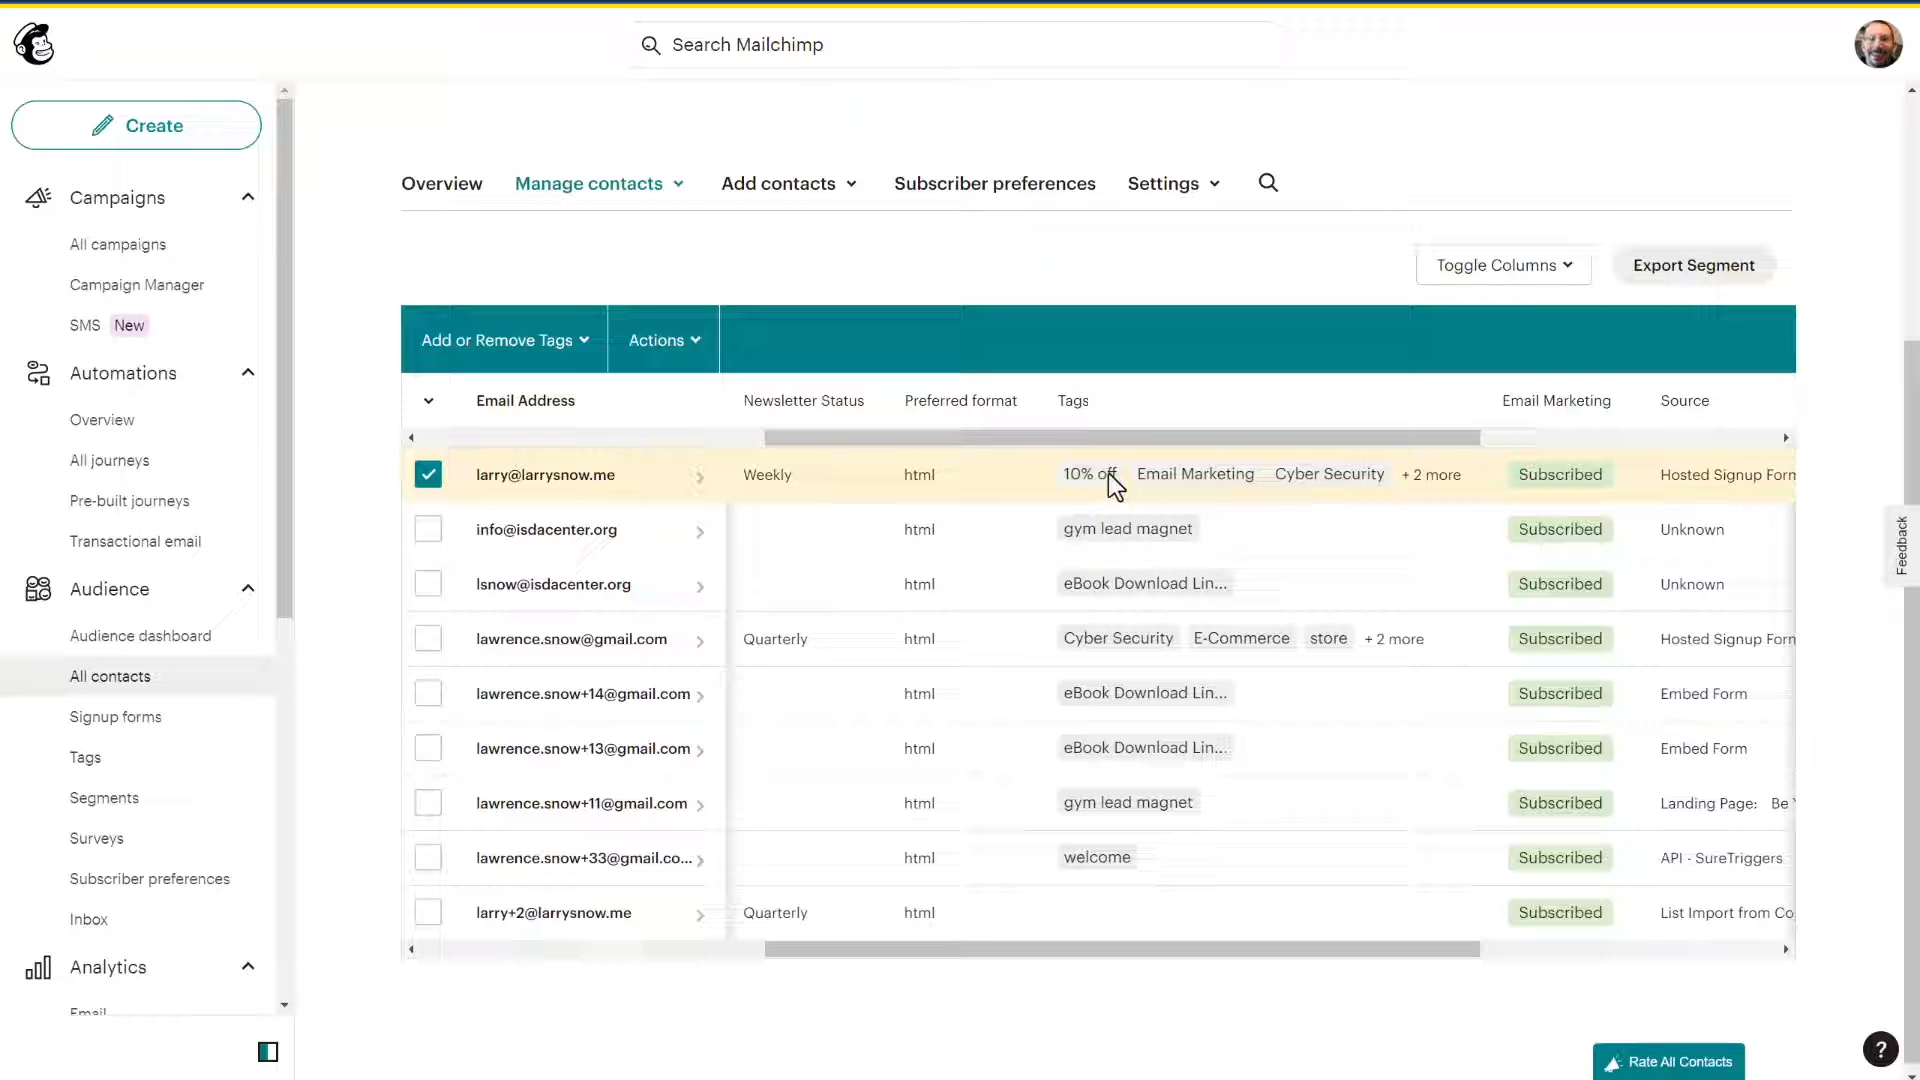 Search Mailchimp
Create
Campaigns
All campaigns
Campaign Manager
SMS New
Automations
Overview
All journeys
Pre-built journeys
Transactional email
Audience
Audience dashboard
All contacts
Signup forms
Tags
Segments
Surveys
Subscriber preferences
Inbox
Analytics
Email
Overview Manage contacts Add contacts Subscriber preferences Settings
Toggle Columns Export Segment
Add or Remove Tags Actions
Email Address Newsletter Status Preferred format Tags Email Marketing Source
larry@larrysnow.me Weekly html 10% off Email Marketing Cyber Security + 2 more Subscribed Hosted Signup Form
info@isdacenter.org html gym lead magnet Subscribed Unknown
lsnow@isdacenter.org html eBook Download Lin... Subscribed Unknown
lawrence.snow@gmail.com Quarterly html Cyber Security E-Commerce store + 2 more Subscribed Hosted Signup Form
lawrence.snow+14@gmail.com html eBook Download Lin... Subscribed Embed Form
lawrence.snow+13@gmail.com html eBook Download Lin... Subscribed Embed Form
lawrence.snow+11@gmail.com html gym lead magnet Subscribed Landing Page: Be
lawrence.snow+33@gmail.co... html welcome Subscribed API - SureTriggers
larry+2@larrysnow.me Quarterly html Subscribed List Import from Co
Feedback
Rate All Contacts
?